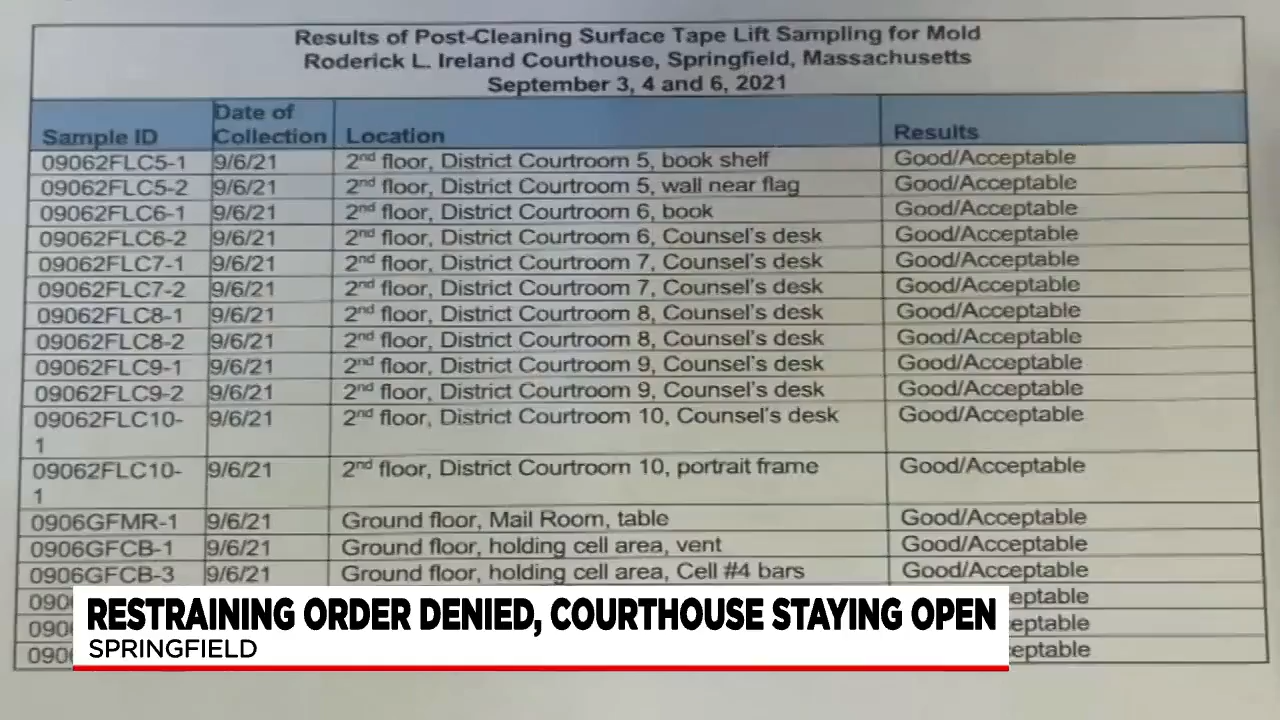 Results of Post-Cleaning Surface Tape Lift Sampling for Mold
Roderick L. Ireland Courthouse, Springfield, Massachusetts
September 3, 4 and 6, 2021
Sample ID Date of Collection Location Results
09062FLC5-1 9/6/21 2nd floor, District Courtroom 5, book shelf Good/Acceptable
09062FLC5-2 9/6/21 2nd floor, District Courtroom 5, wall near flag Good/Acceptable
09062FLC6-1 9/6/21 2nd floor, District Courtroom 6, book Good/Acceptable
09062FLC6-2 9/6/21 2nd floor, District Courtroom 6, Counsel's desk Good/Acceptable
09062FLC7-1 9/6/21 2nd floor, District Courtroom 7, Counsel's desk Good/Acceptable
09062FLC7-2 9/6/21 2nd floor, District Courtroom 7, Counsel's desk Good/Acceptable
09062FLC8-1 9/6/21 2nd floor, District Courtroom 8, Counsel's desk Good/Acceptable
09062FLC8-2 9/6/21 2nd floor, District Courtroom 8, Counsel's desk Good/Acceptable
09062FLC9-1 9/6/21 2nd floor, District Courtroom 9, Counsel's desk Good/Acceptable
09062FLC9-2 9/6/21 2nd floor, District Courtroom 9, Counsel's desk Good/Acceptable
09062FLC10-1 9/6/21 2nd floor, District Courtroom 10, Counsel's desk Good/Acceptable
09062FLC10-1 9/6/21 2nd floor, District Courtroom 10, portrait frame Good/Acceptable
0906GFMR-1 9/6/21 Ground floor, Mail Room, table Good/Acceptable
0906GFCB-1 9/6/21 Ground floor, holding cell area, vent Good/Acceptable
0906GFCB-3 9/6/21 Ground floor, holding cell area, Cell #4 bars Good/Acceptable
RESTRAINING ORDER DENIED, COURTHOUSE STAYING OPEN
SPRINGFIELD